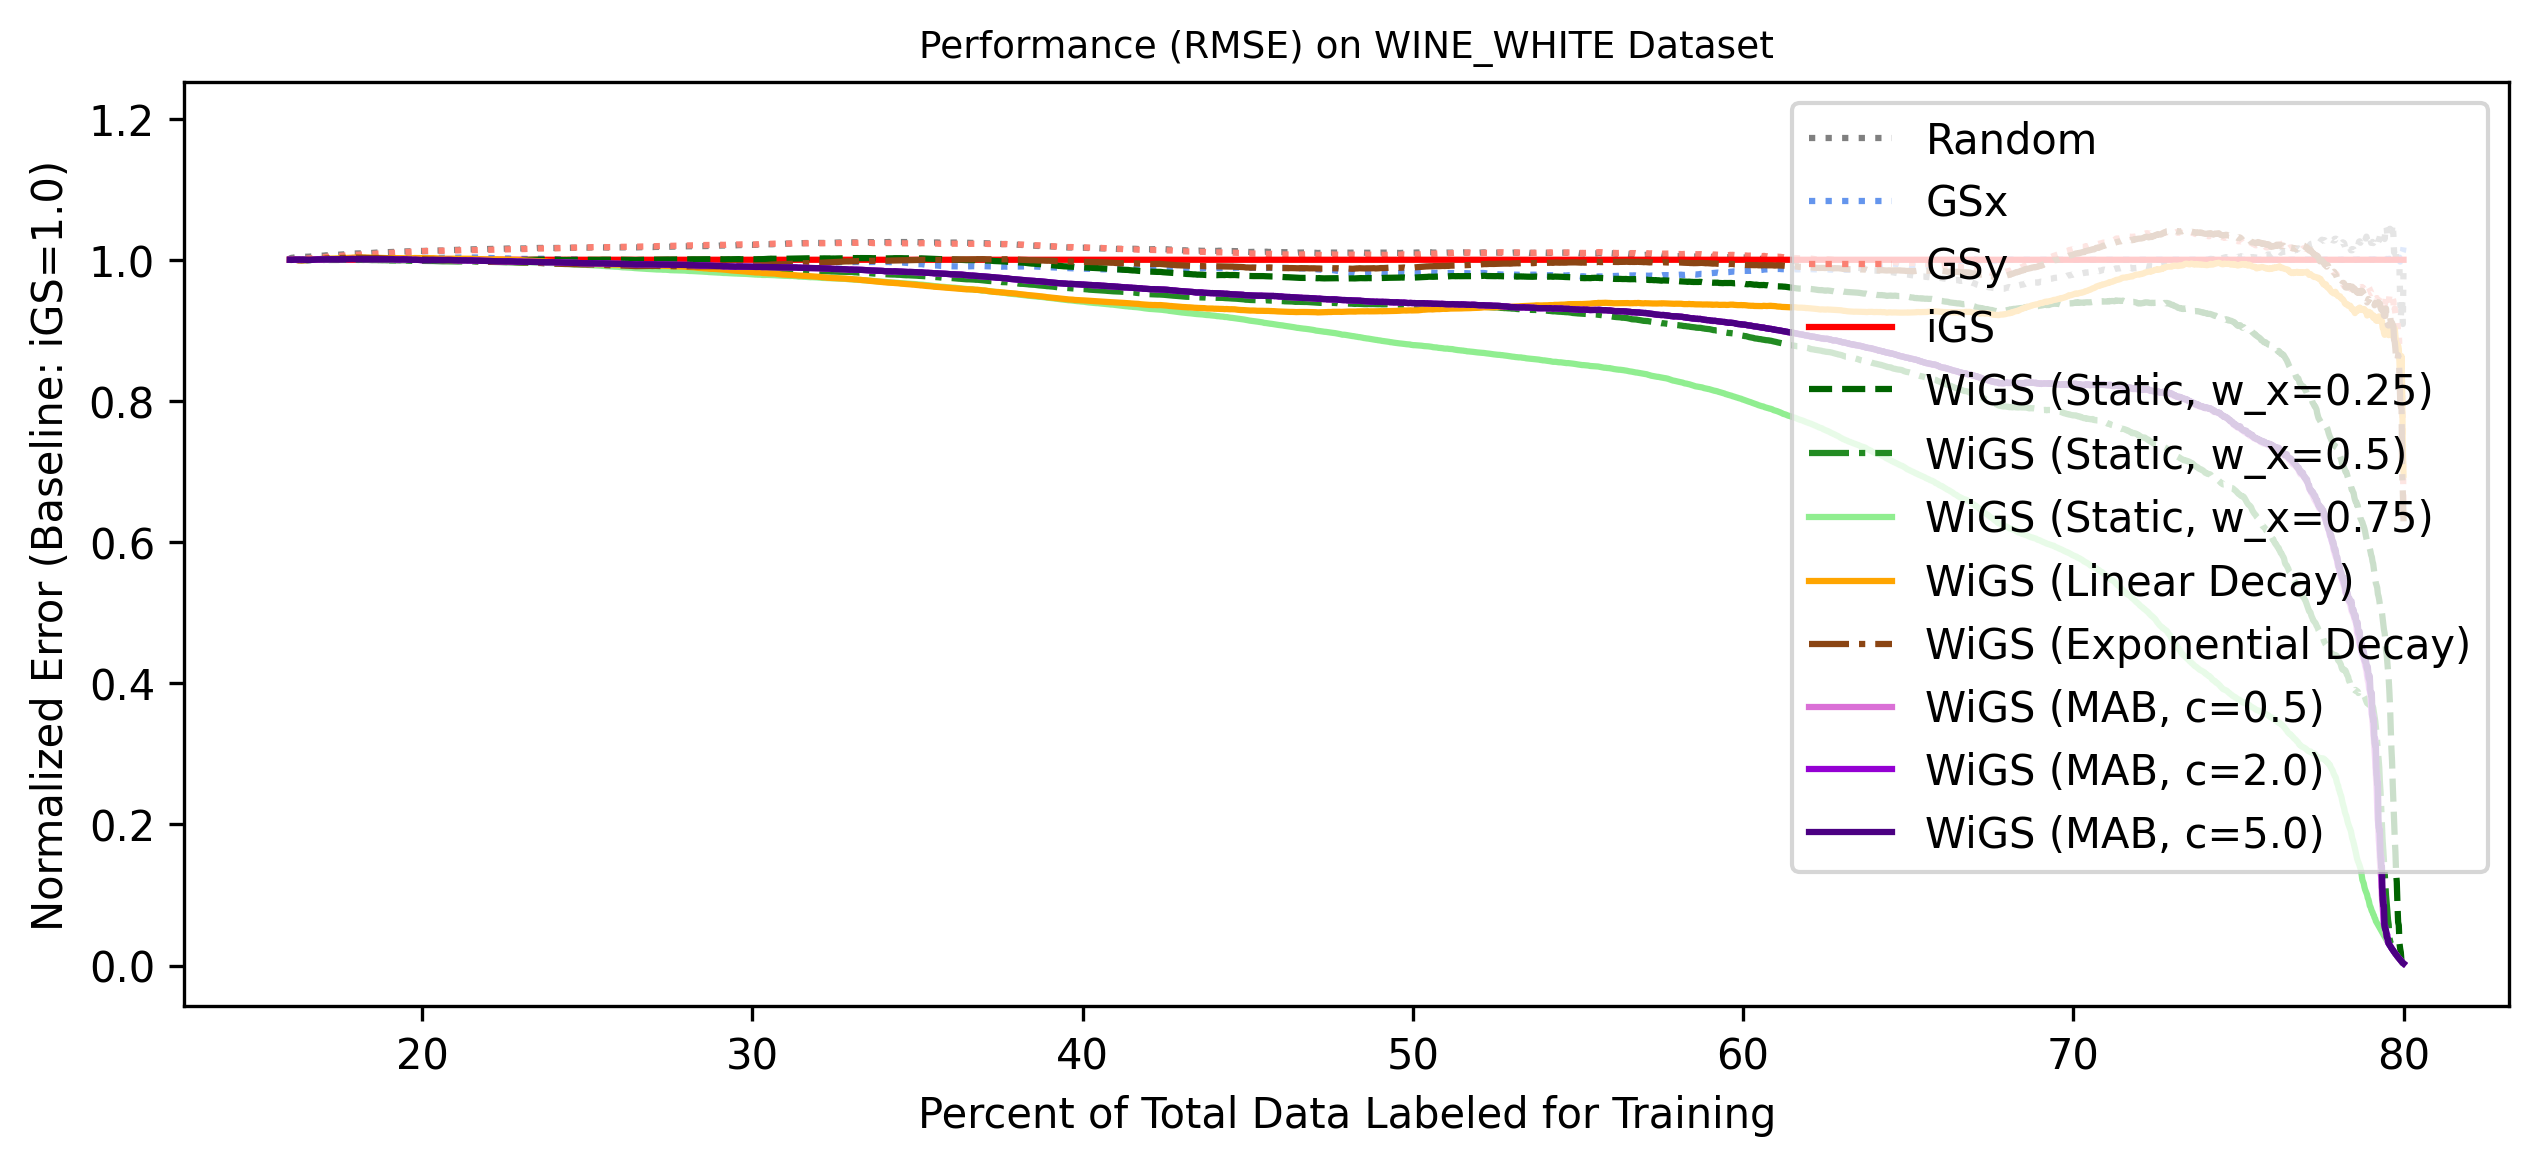 Performance (RMSE) on WINE_WHITE Dataset
Normalized Error (Baseline: iGS=1.0)
1.2
1.0
0.8
0.6
0.4
0.2
0.0
Random
GSx
GSy
iGS
WiGS (Static, w_x=0.25)
WiGS (Static, w_x=0.5)
WiGS (Static, w_x=0.75)
WiGS (Linear Decay)
WiGS (Exponential Decay)
WiGS (MAB, c=0.5)
WiGS (MAB, c=2.0)
WiGS (MAB, c=5.0)
20 30 40 50 60 70 80
Percent of Total Data Labeled for Training